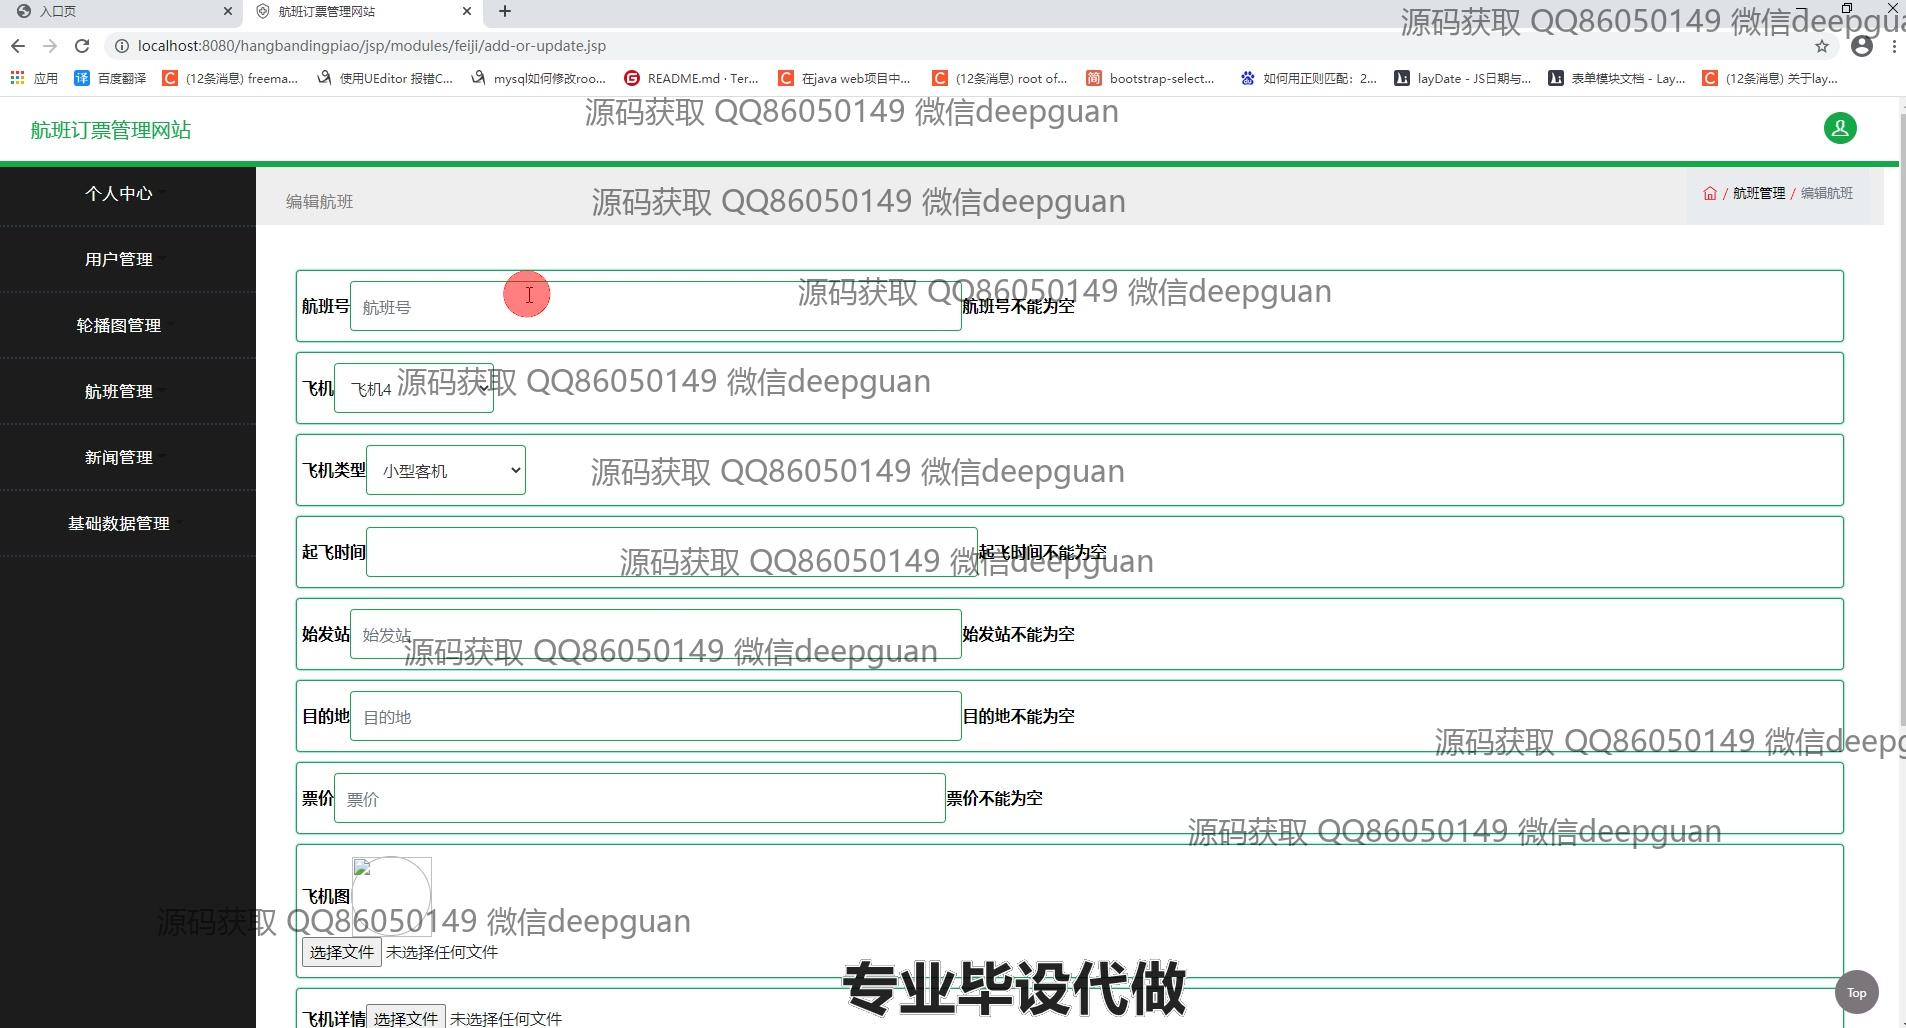 入口页
航班订票管理网站
源码获取 QQ86050149 微信deepgua
localhost:8080/hangbandingpiao/jsp/modules/feiji/add-or-update.jsp
应用 百度翻译 (12条消息) freema... 使用UEditor 报错C... mysql如何修改roo... README.md · Ter... 在java web项目中... (12条消息) root of... bootstrap-select... 如何用正则匹配：2... layDate - JS日期与... 表单模块文档 - Lay... (12条消息) 关于lay...
源码获取 QQ86050149 微信deepguan
航班订票管理网站
个人中心
用户管理
轮播图管理
航班管理
新闻管理
基础数据管理
编辑航班
源码获取 QQ86050149 微信deepguan
/ 航班管理 / 编辑航班
源码获取 QQ86050149 微信deepguan
航班号 航班号 航班号不能为空
飞机 飞机4
源码获取 QQ86050149 微信deepguan
飞机类型 小型客机
源码获取 QQ86050149 微信deepguan
起飞时间 起飞时间不能为空
源码获取 QQ86050149 微信deepguan
始发站 始发站 始发站不能为空
源码获取 QQ86050149 微信deepguan
目的地 目的地 目的地不能为空
源码获取 QQ86050149 微信deepg
票价 票价 票价不能为空
源码获取 QQ86050149 微信deepguan
飞机图
源码获取 QQ86050149 微信deepguan
选择文件 未选择任何文件
专业毕设代做
Top
飞机详情 选择文件 未选择任何文件